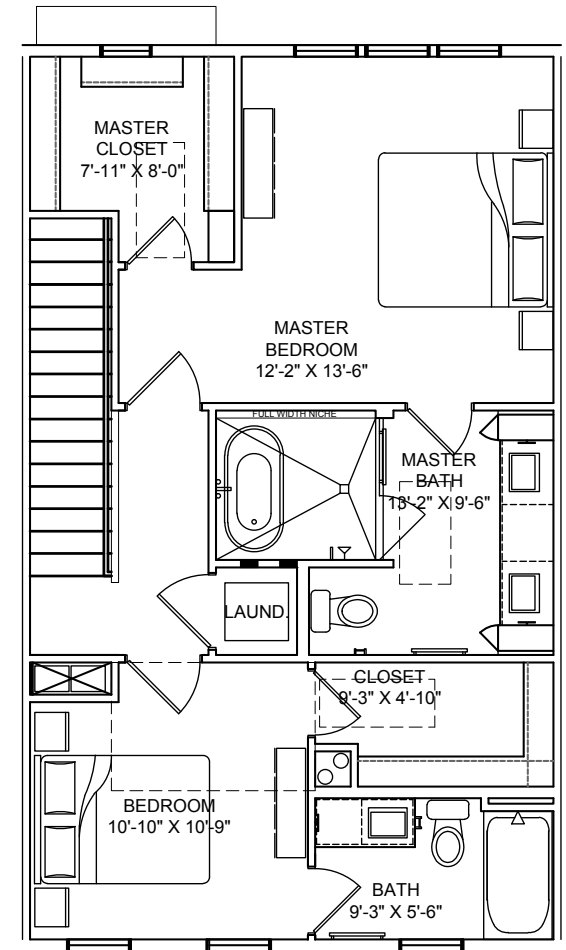 MASTER
CLOSET
7'-11" X 8'-0"
MASTER
BEDROOM
12'-2" X 13'-6"
FULL WIDTH NICHE
MASTER
BATH
13'-2" X 9'-6"
LAUND.
CLOSET
9'-3" X 4'-10"
BEDROOM
10'-10" X 10'-9"
BATH
9'-3" X 5'-6"